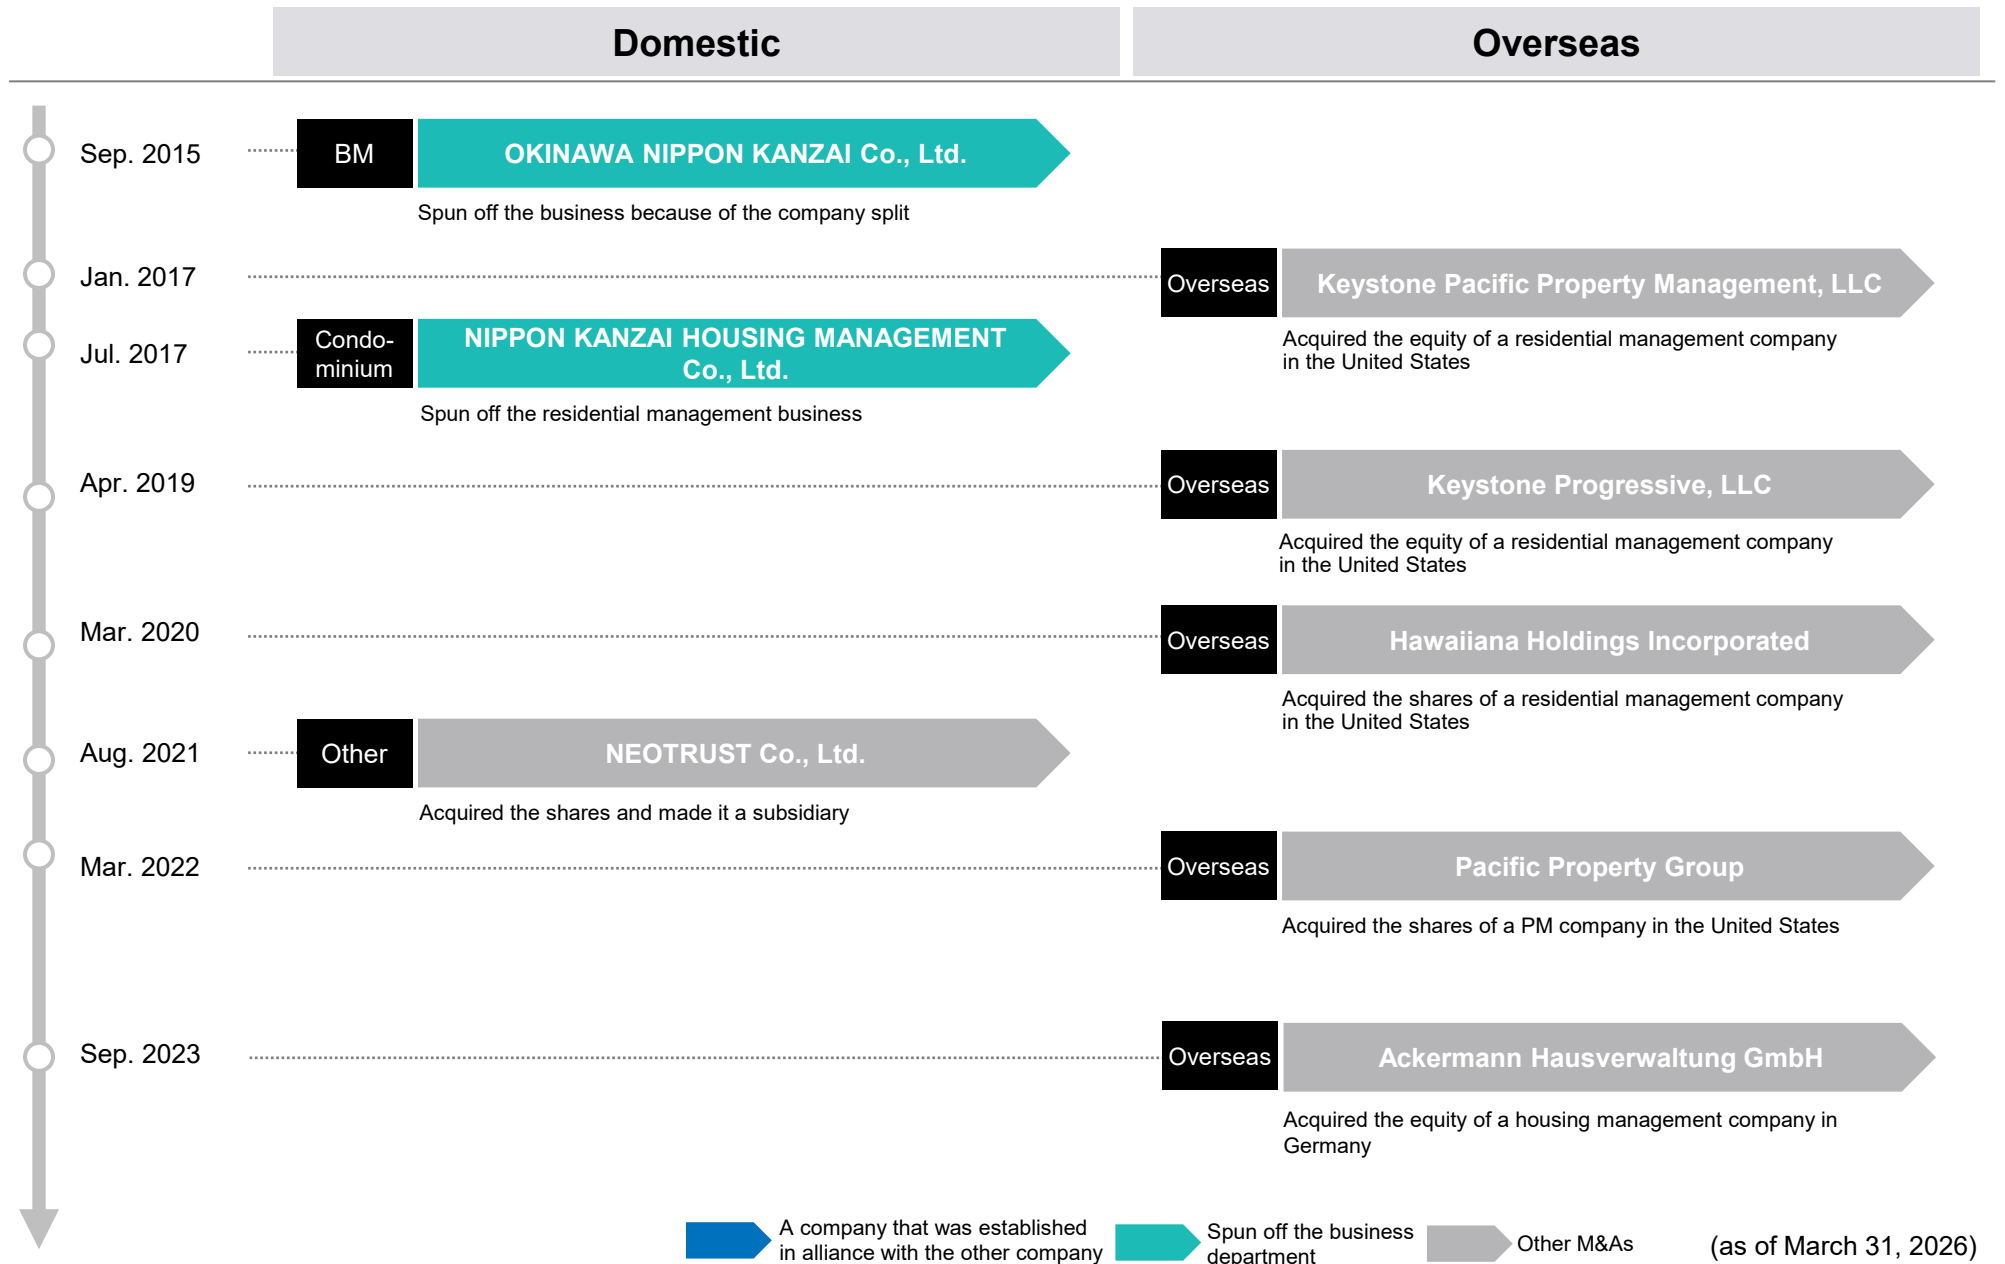 Domestic
Overseas
Sep. 2015
BM
OKINAWA NIPPON KANZAI Co., Ltd.
Spun off the business because of the company split
Jan. 2017
Overseas
Keystone Pacific Property Management, LLC
Acquired the equity of a residential management company
in the United States
Jul. 2017
Condo-
minium
NIPPON KANZAI HOUSING MANAGEMENT
Co., Ltd.
Spun off the residential management business
Apr. 2019
Overseas
Keystone Progressive, LLC
Acquired the equity of a residential management company
in the United States
Mar. 2020
Overseas
Hawaiiana Holdings Incorporated
Acquired the shares of a residential management company
in the United States
Aug. 2021
Other
NEOTRUST Co., Ltd.
Acquired the shares and made it a subsidiary
Mar. 2022
Overseas
Pacific Property Group
Acquired the shares of a PM company in the United States
Sep. 2023
Overseas
Ackermann Hausverwaltung GmbH
Acquired the equity of a housing management company in
Germany
A company that was established
in alliance with the other company
Spun off the business
department
Other M&As
(as of March 31, 2026)